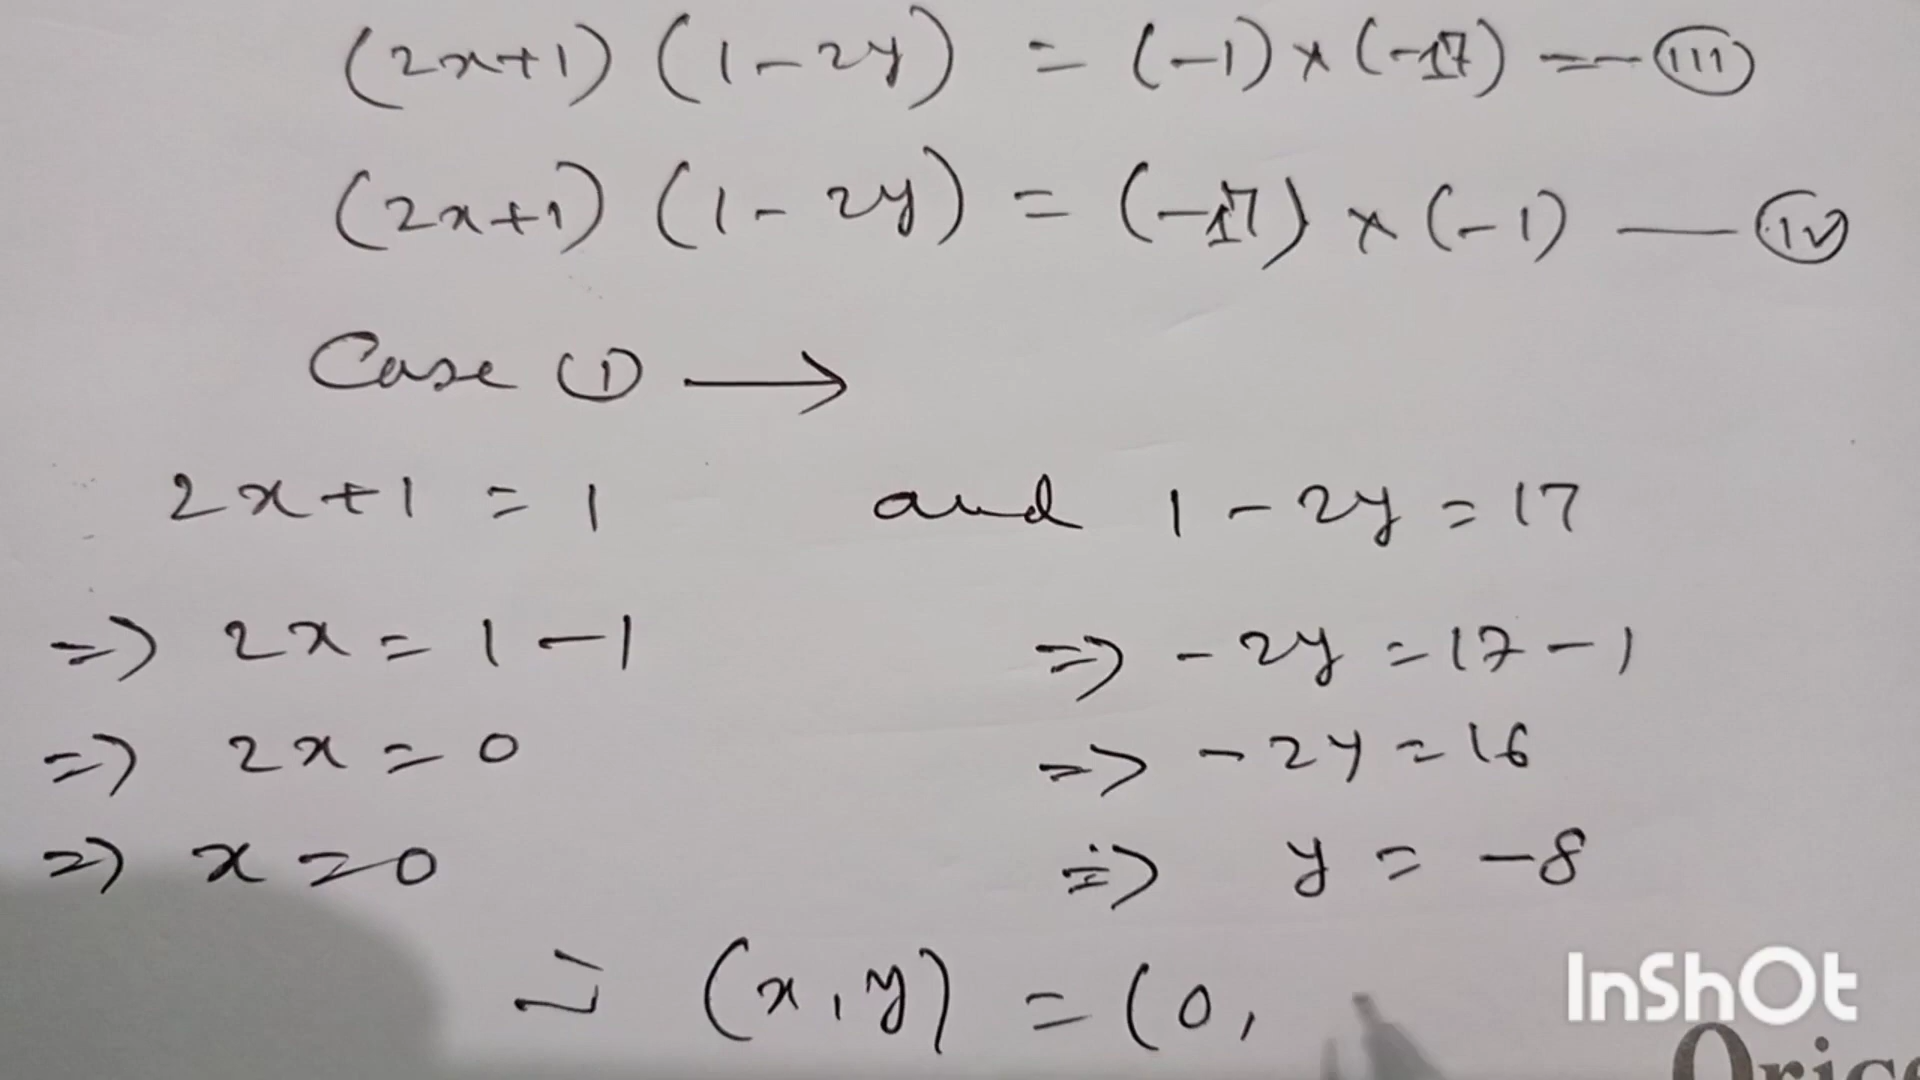 (2x+1) (1-2y) = (-1) × (-17) -- (III)
(2x+1) (1-2y) = (-17) × (-1) — (IV)
Case (1) →
2x+1 = 1 and 1-2y = 17
=> 2x = 1-1 => -2y = 17-1
=> 2x = 0 => -2y = 16
=> x = 0 => y = -8
∴ (x,y) = (0,
InShOt